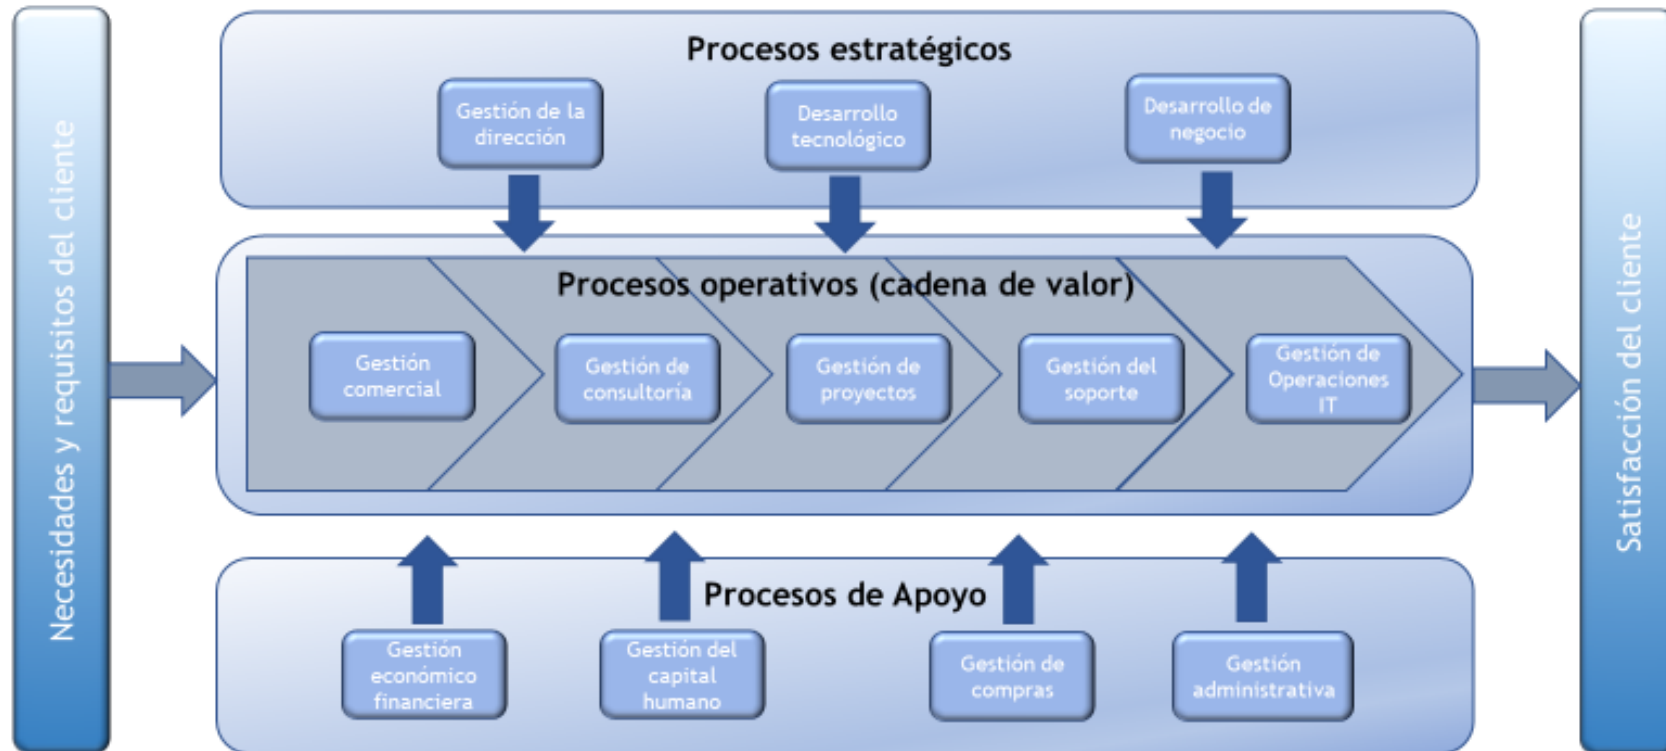 Necesidades y requisitos del cliente
Procesos estratégicos
Gestión de la
dirección
Desarrollo
tecnológico
Desarrollo de
negocio
Procesos operativos (cadena de valor)
Gestión
comercial
Gestión de
consultoría
Gestión de
proyectos
Gestión del
soporte
Gestión de
Operaciones
IT
Procesos de Apoyo
Gestión
económico
financiera
Gestión del
capital
humano
Gestión de
compras
Gestión
administrativa
Satisfacción del cliente